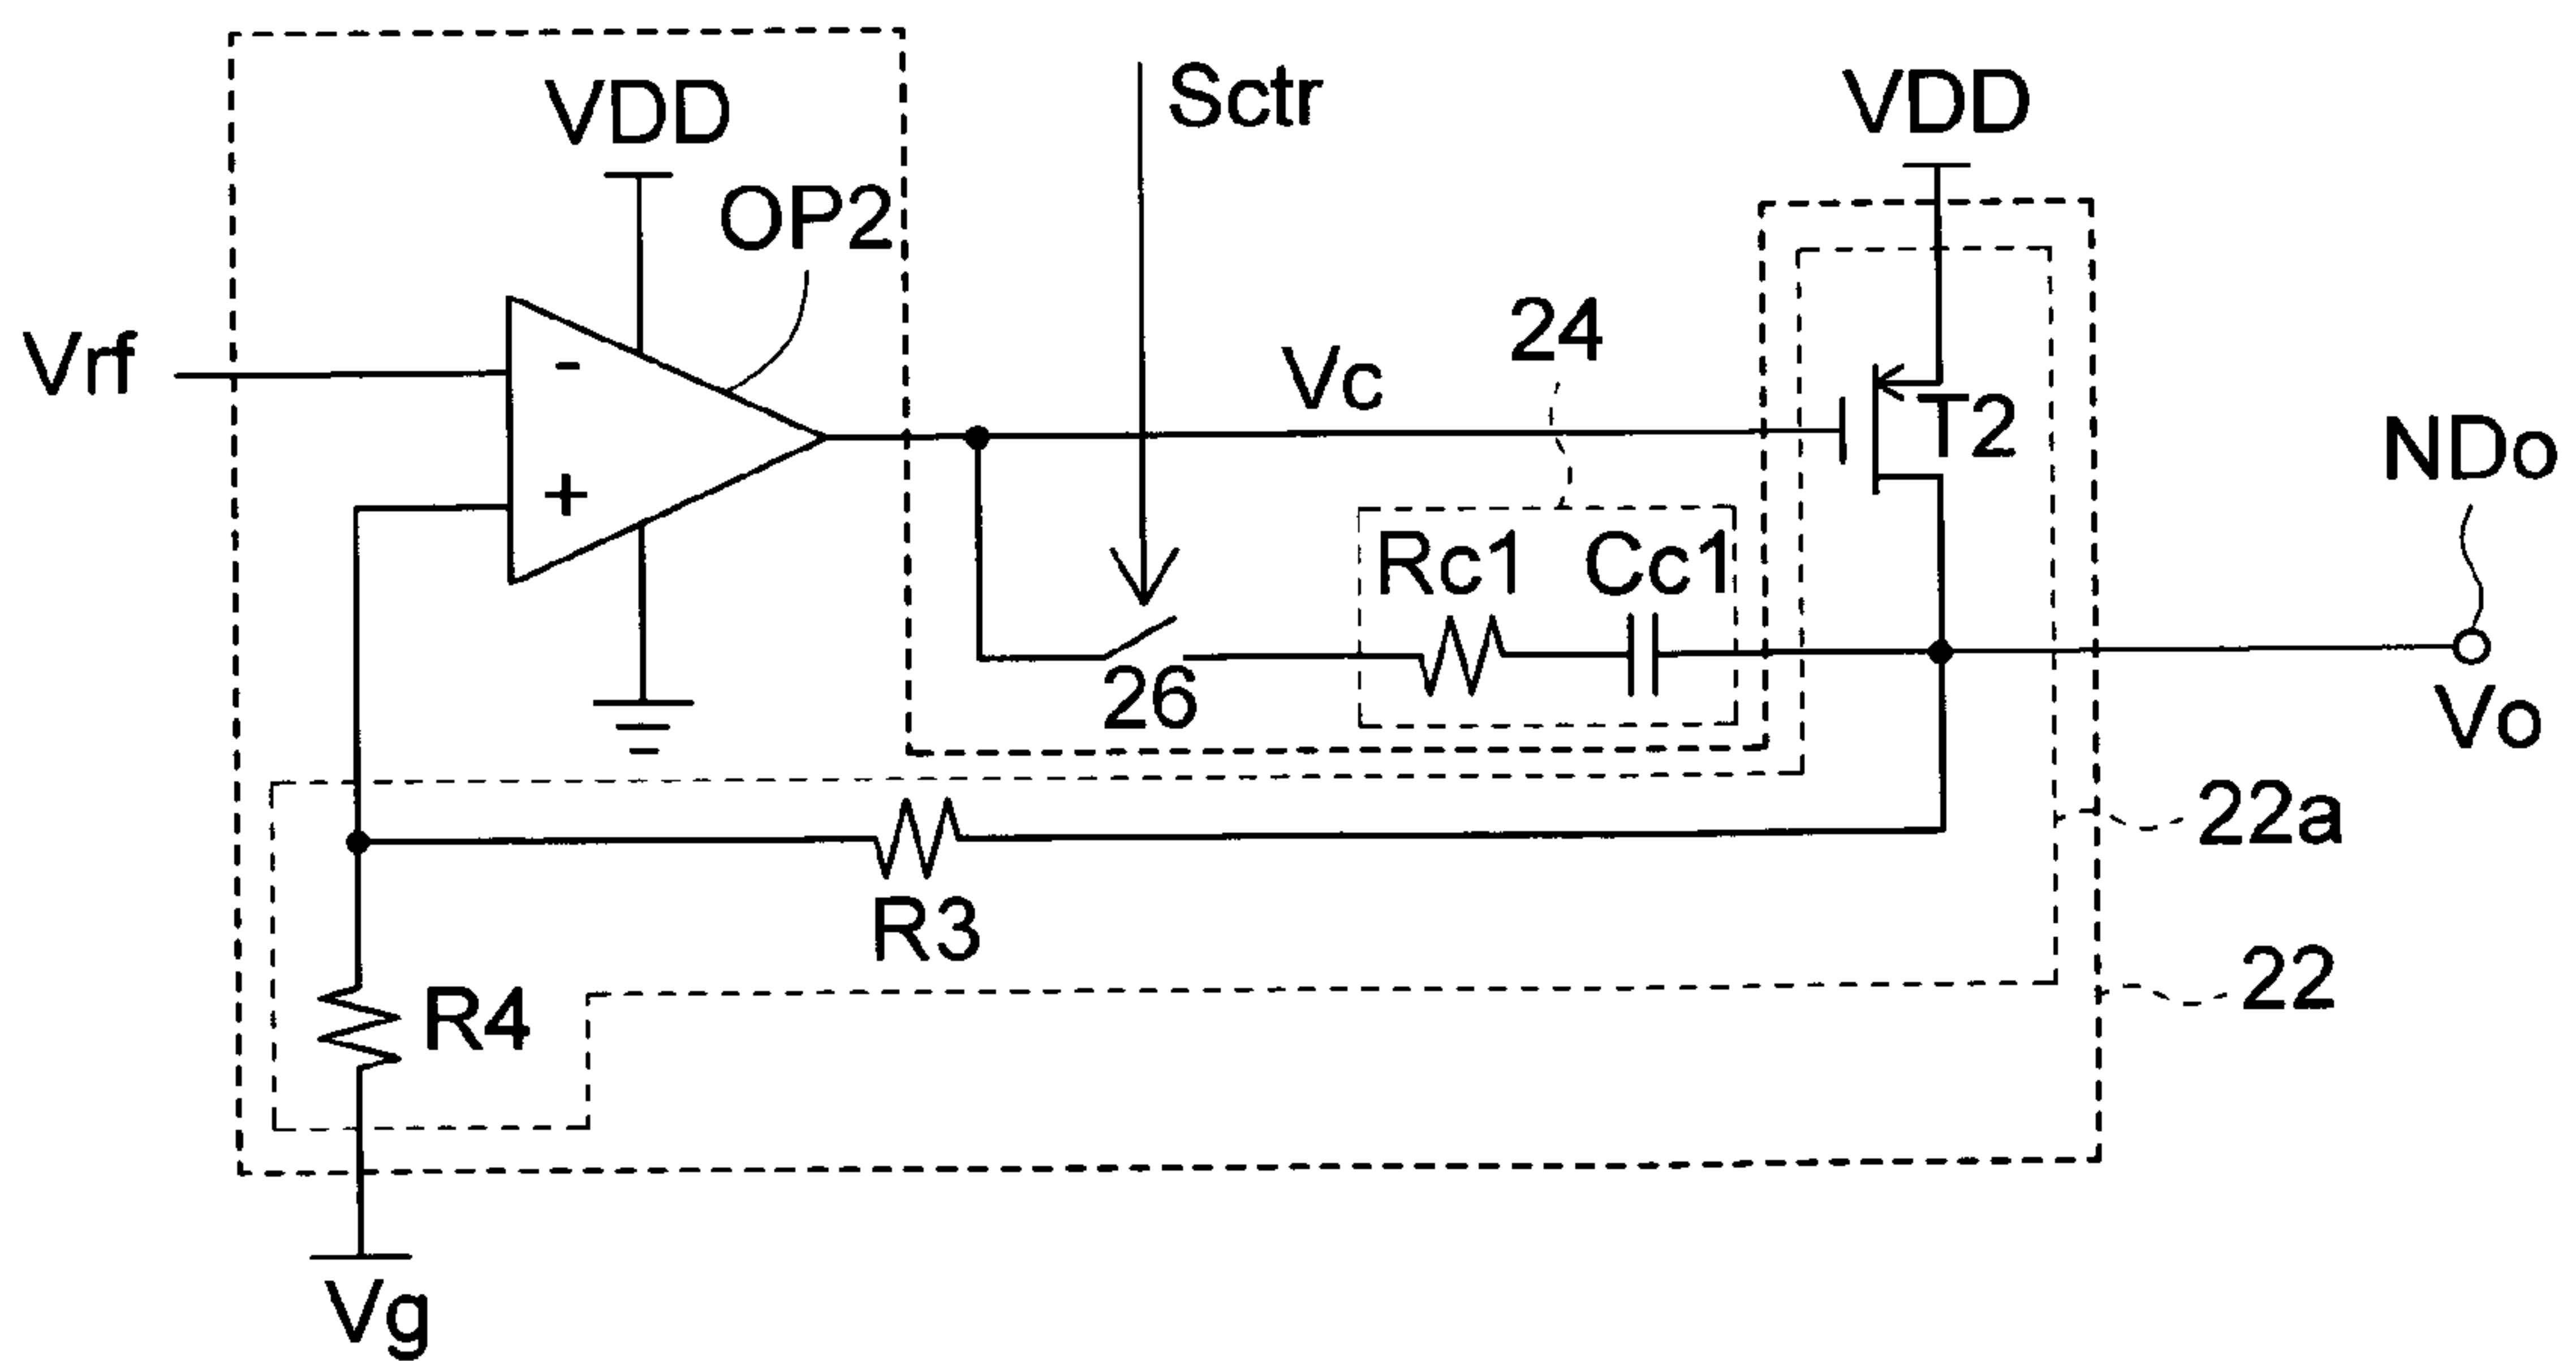 Sctr
VDD
VDD
OP2
24
Vrf
-
Vc
T2
NDo
+
Rc1
Cc1
26
Vo
22a
R3
22
R4
Vg